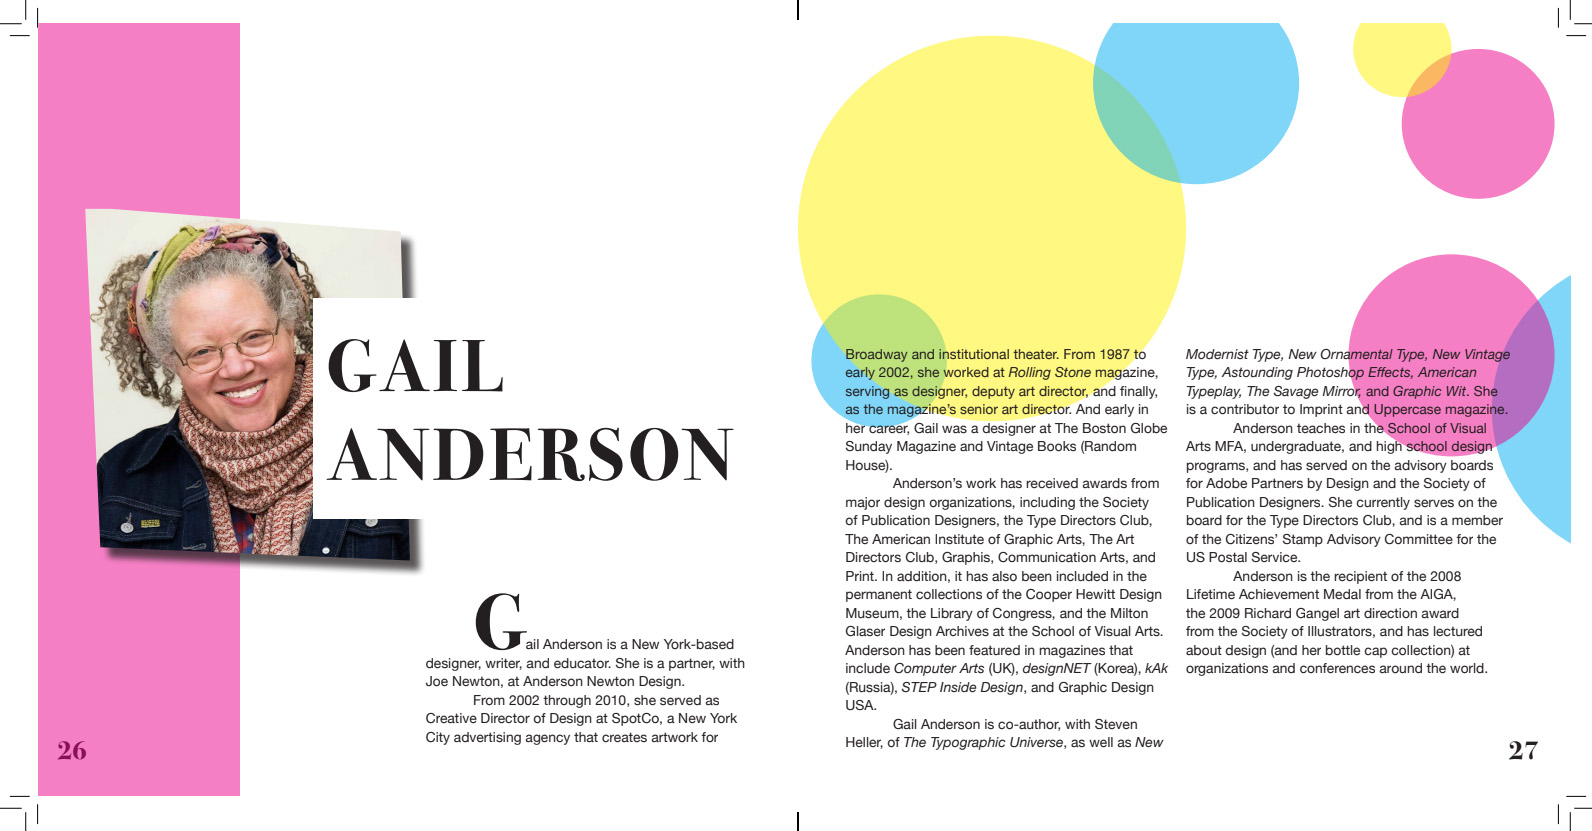 GAIL
ANDERSON
Gail Anderson is a New York-based
designer, writer, and educator. She is a partner, with
Joe Newton, at Anderson Newton Design.
From 2002 through 2010, she served as
Creative Director of Design at SpotCo, a New York
City advertising agency that creates artwork for
26
Broadway and institutional theater. From 1987 to
early 2002, she worked at Rolling Stone magazine,
serving as designer, deputy art director, and finally,
as the magazine’s senior art director. And early in
her career, Gail was a designer at The Boston Globe
Sunday Magazine and Vintage Books (Random
House).
Anderson’s work has received awards from
major design organizations, including the Society
of Publication Designers, the Type Directors Club,
The American Institute of Graphic Arts, The Art
Directors Club, Graphis, Communication Arts, and
Print. In addition, it has also been included in the
permanent collections of the Cooper Hewitt Design
Museum, the Library of Congress, and the Milton
Glaser Design Archives at the School of Visual Arts.
Anderson has been featured in magazines that
include Computer Arts (UK), designNET (Korea), kAk
(Russia), STEP Inside Design, and Graphic Design
USA.
Gail Anderson is co-author, with Steven
Heller, of The Typographic Universe, as well as New
Modernist Type, New Ornamental Type, New Vintage
Type, Astounding Photoshop Effects, American
Typeplay, The Savage Mirror, and Graphic Wit. She
is a contributor to Imprint and Uppercase magazine.
Anderson teaches in the School of Visual
Arts MFA, undergraduate, and high school design
programs, and has served on the advisory boards
for Adobe Partners by Design and the Society of
Publication Designers. She currently serves on the
board for the Type Directors Club, and is a member
of the Citizens’ Stamp Advisory Committee for the
US Postal Service.
Anderson is the recipient of the 2008
Lifetime Achievement Medal from the AIGA,
the 2009 Richard Gangel art direction award
from the Society of Illustrators, and has lectured
about design (and her bottle cap collection) at
organizations and conferences around the world.
27